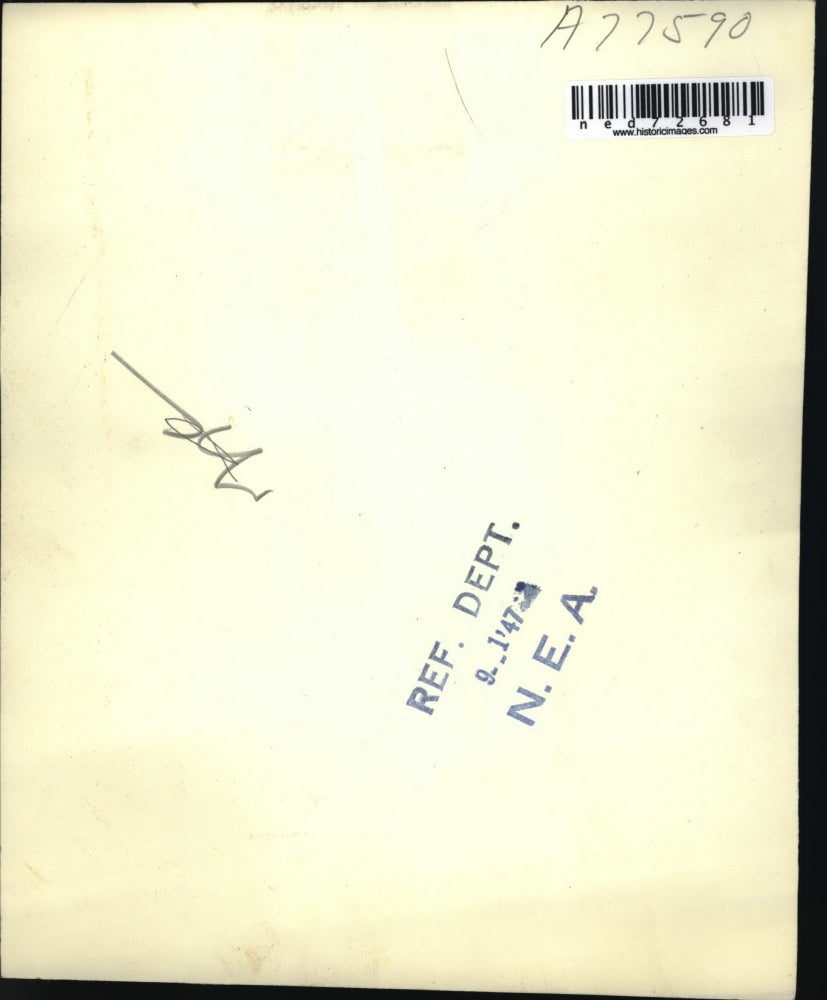 A77590
ned72681
www.historicimages.com
REF. DEPT.
9-1'47
N. E. A.